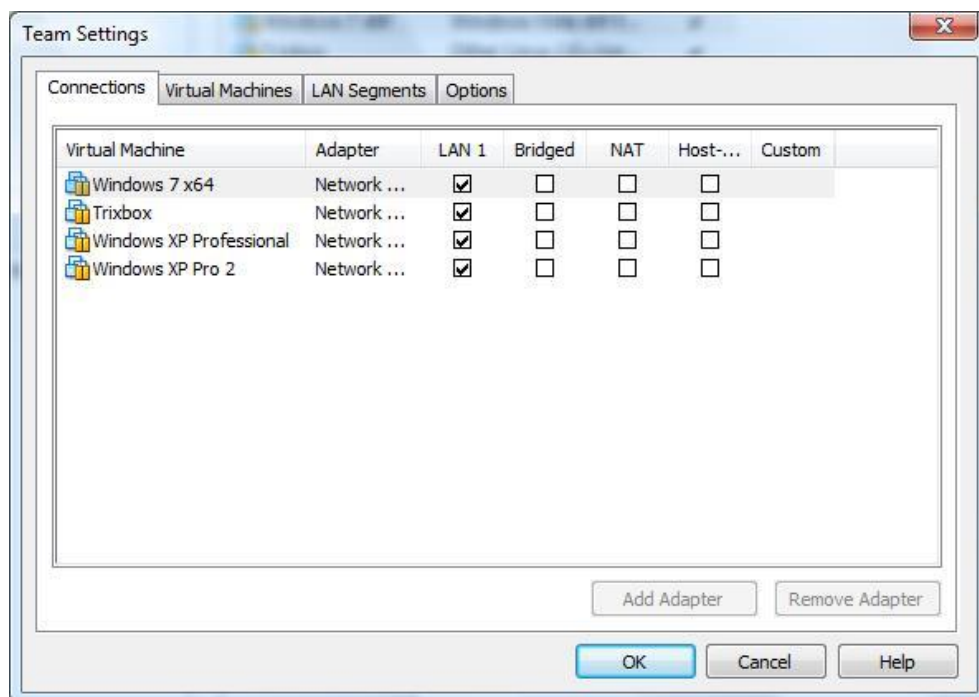 Team Settings
Connections Virtual Machines LAN Segments Options
Virtual Machine Adapter LAN 1 Bridged NAT Host-... Custom
Windows 7 x64 Network ...
Trixbox Network ...
Windows XP Professional Network ...
Windows XP Pro 2 Network ...
Add Adapter Remove Adapter
OK Cancel Help